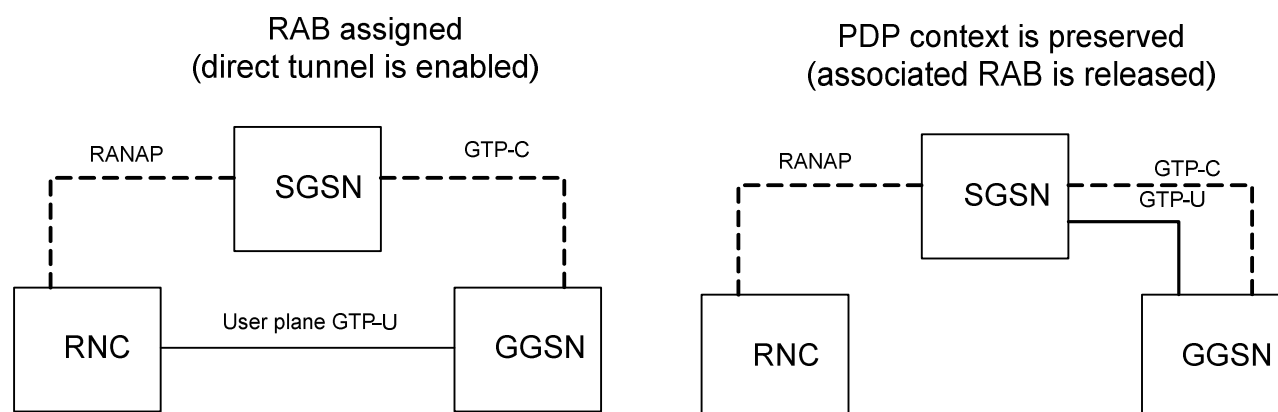 RAB assigned
(direct tunnel is enabled)
RANAP
GTP-C
SGSN
RNC
User plane GTP-U
GGSN
PDP context is preserved
(associated RAB is released)
RANAP
GTP-C
GTP-U
SGSN
RNC
GGSN